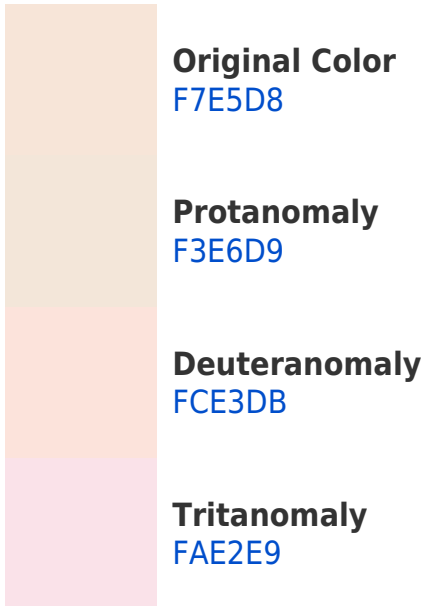 Original Color
F7E5D8
Protanomaly
F3E6D9
Deuteranomaly
FCE3DB
Tritanomaly
FAE2E9